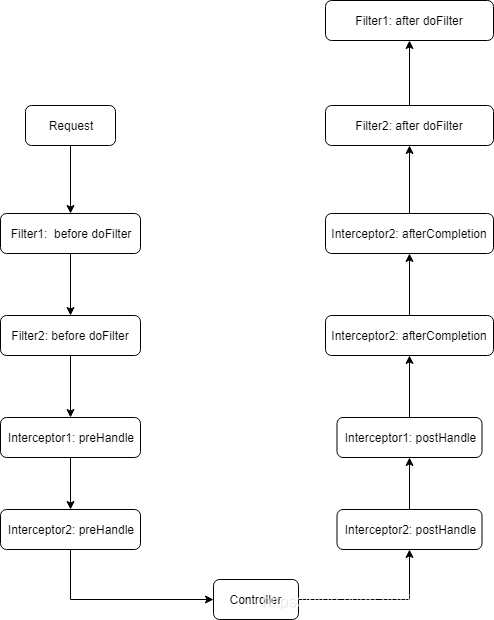 Request
Filter1: before doFilter
Filter2: before doFilter
Interceptor1: preHandle
Interceptor2: preHandle
Controller
Interceptor2: postHandle
Interceptor1: postHandle
Interceptor2: afterCompletion
Interceptor2: afterCompletion
Filter2: after doFilter
Filter1: after doFilter